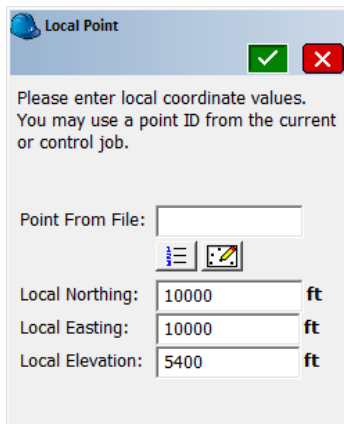 Local Point
Please enter local coordinate values.
You may use a point ID from the current
or control job.
Point From File:
Local Northing: 10000 ft
Local Easting: 10000 ft
Local Elevation: 5400 ft